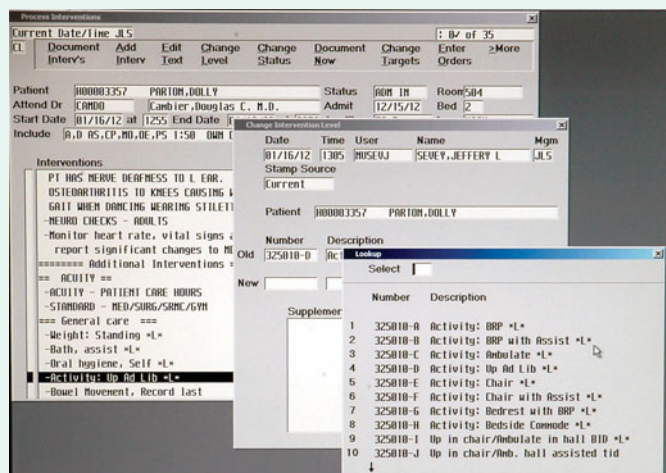 Process Interventions
Current Date/Time JLS
of 35
CL Document Interv's Add Interv Edit Text Change Level Change Status Document Now Change Targets Enter Orders >More
Patient H00003357 PARTON,DOLLY Status ADM IN Room 504
Attend Dr CAMDO Cambier,Douglas C. M.D. Admit 12/15/12 Bed 2
Start Date 01/16/12 at 1255 End Date
Include A,D AS,CP,MO,OE,PS 1:50 OWN
Interventions
PT HAS NERVE DEAFNESS TO L EAR.
OSTEOARTHRITIS TO KNEES CAUSING
GAIT WHEN DANCING WEARING
-NEURO CHECKS - ADULTS
-Monitor heart rate, vital signs
report significant changes to
======== Additional Interventions =
== ACUITY ==
-ACUITY - PATIENT CARE HOURS
-STANDARD - MED/SURG/SRMC/GYM
=== General care ===
-Weight: Standing *L*
-Bath, assist *L*
-Oral hygiene, Self *L*
-Activity: Up Ad Lib *L*
-Bowel Movement, Record last
Change Intervention Level
Date Time User Name Mgm
01/16/12 1305 MUSEVJ SEVEY,JEFFERY L JLS
Stamp Source
Current
Patient H00003357 PARTON,DOLLY
Number Description
Old 325010-D
New
Lookup
Select
Number Description
1 325010-A Activity: BRP *L*
2 325010-B Activity: BRP with Assist *L*
3 325010-C Activity: Ambulate *L*
4 325010-D Activity: Up Ad Lib *L*
5 325010-E Activity: Chair *L*
6 325010-F Activity: Chair with Assist *L*
7 325010-G Activity: Bedrest with BRP *L*
8 325010-H Activity: Bedside Commode *L*
9 325010-I Up in chair/Ambulate in hall BID *L*
10 325010-J Up in chair/Amb. hall assisted tid